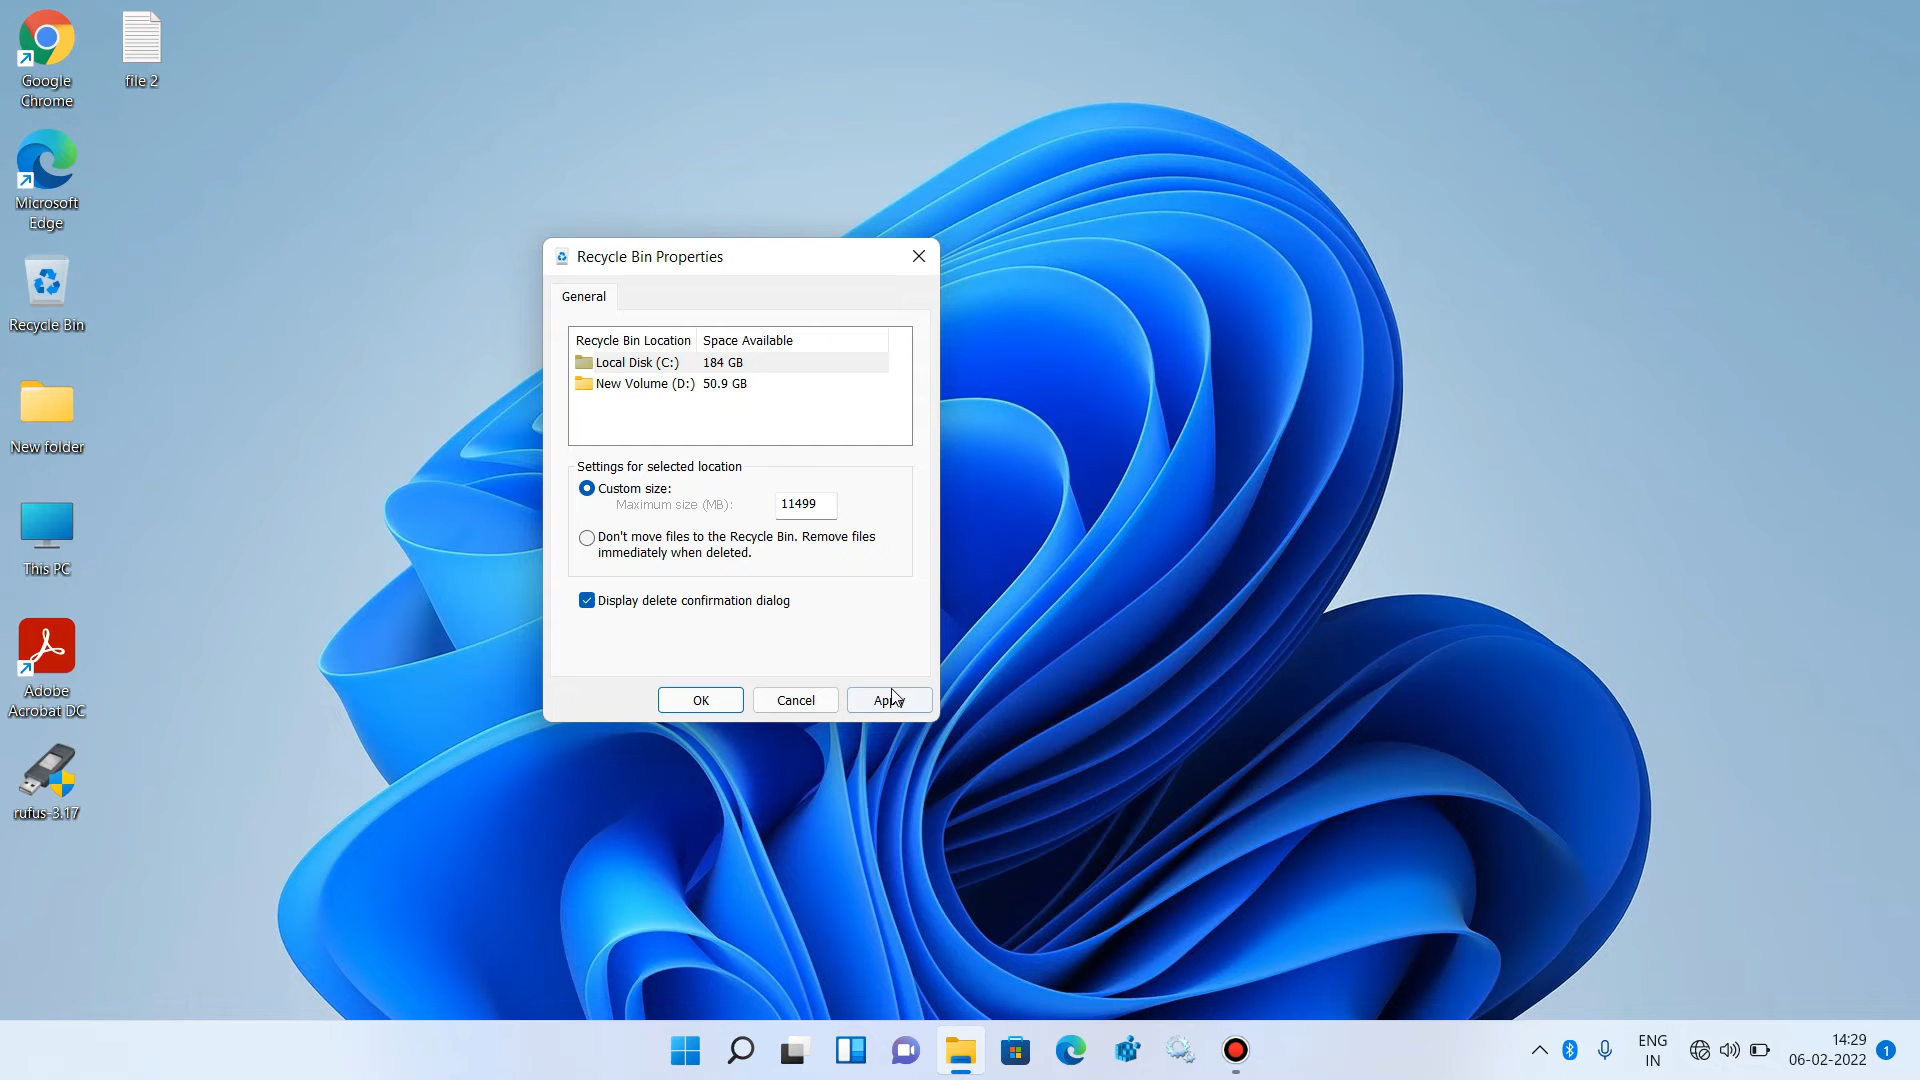 Google
Chrome
file 2
Microsoft
Edge
Recycle Bin
New folder
This PC
Adobe
Acrobat DC
rufus-3.17
Recycle Bin Properties
General
Recycle Bin Location Space Available
Local Disk (C:) 184 GB
New Volume (D:) 50.9 GB
Settings for selected location
Custom size:
Maximum size (MB): 11499
Don't move files to the Recycle Bin. Remove files
immediately when deleted.
Display delete confirmation dialog
OK Cancel Apply
ENG
IN
14:29
06-02-2022
1